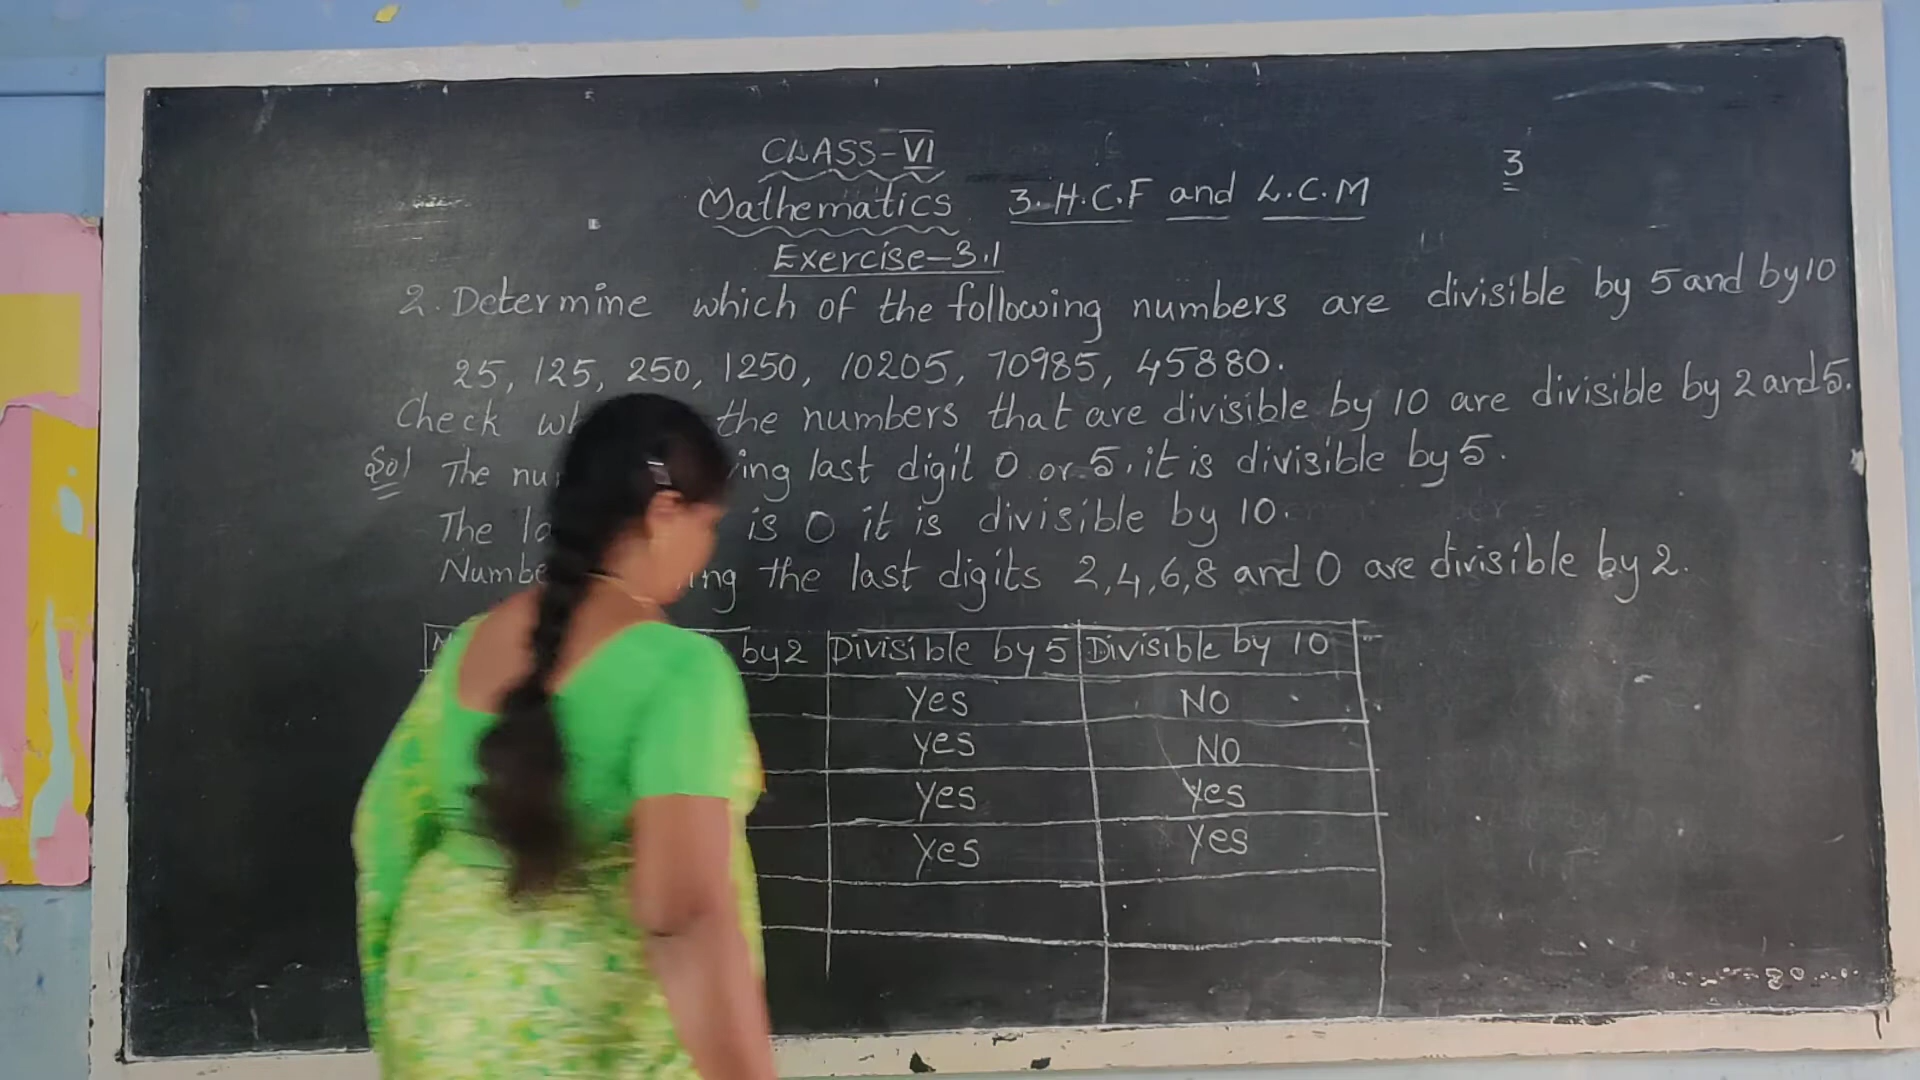 CLASS-VI
3
Mathematics 3. H.C.F and L.C.M
Exercise-3.1
2. Determine which of the following numbers are divisible by 5 and by 10
25, 125, 250, 1250, 10205, 70985, 45880.
Check the numbers that are divisible by 10 are divisible by 2 and 5.
Sol The last digit 0 or 5, it is divisible by 5.
The is 0 it is divisible by 10.
the last digits 2,4,6,8 and 0 are divisible by 2.
by 2 Divisible by 5 Divisible by 10
Yes NO
Yes NO
Yes Yes
Yes Yes